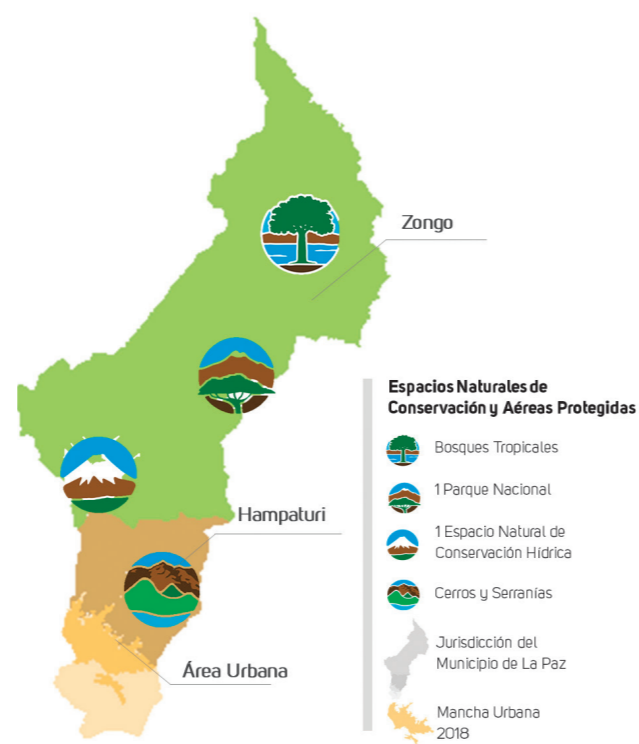 Zongo
Hampaturi
Área Urbana
Espacios Naturales de
Conservación y Aéreas Protegidas
Bosques Tropicales
1 Parque Nacional
1 Espacio Natural de
Conservación Hídrica
Cerros y Serranías
Jurisdicción del
Municipio de La Paz
Mancha Urbana
2018